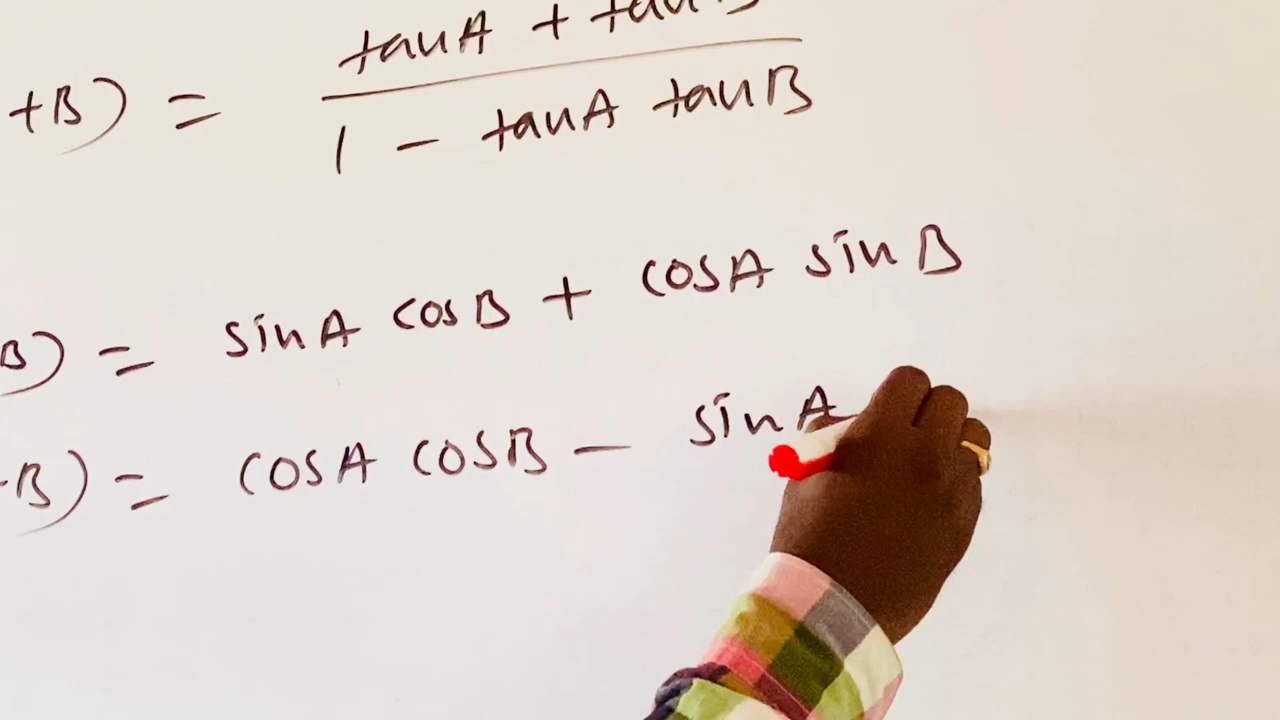 tanA + tanB
+B) = 
1 - tanA tanB
B) = sinA cosB + cosA sinB
B) = cosA cosB - sinA